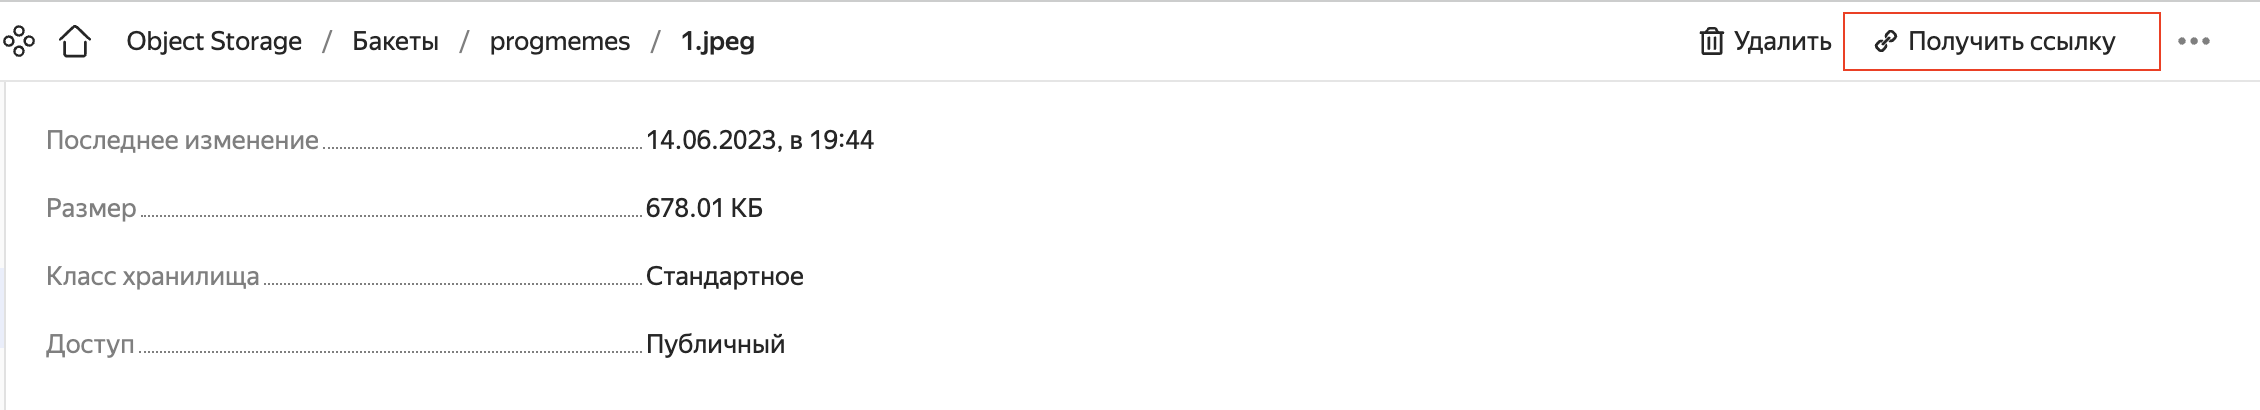 Object Storage / Бакеты / progmemes / 1.jpeg Удалить Получить ссылку
Последнее изменение 14.06.2023, в 19:44
Размер 678.01 КБ
Класс хранилища Стандартное
Доступ Публичный